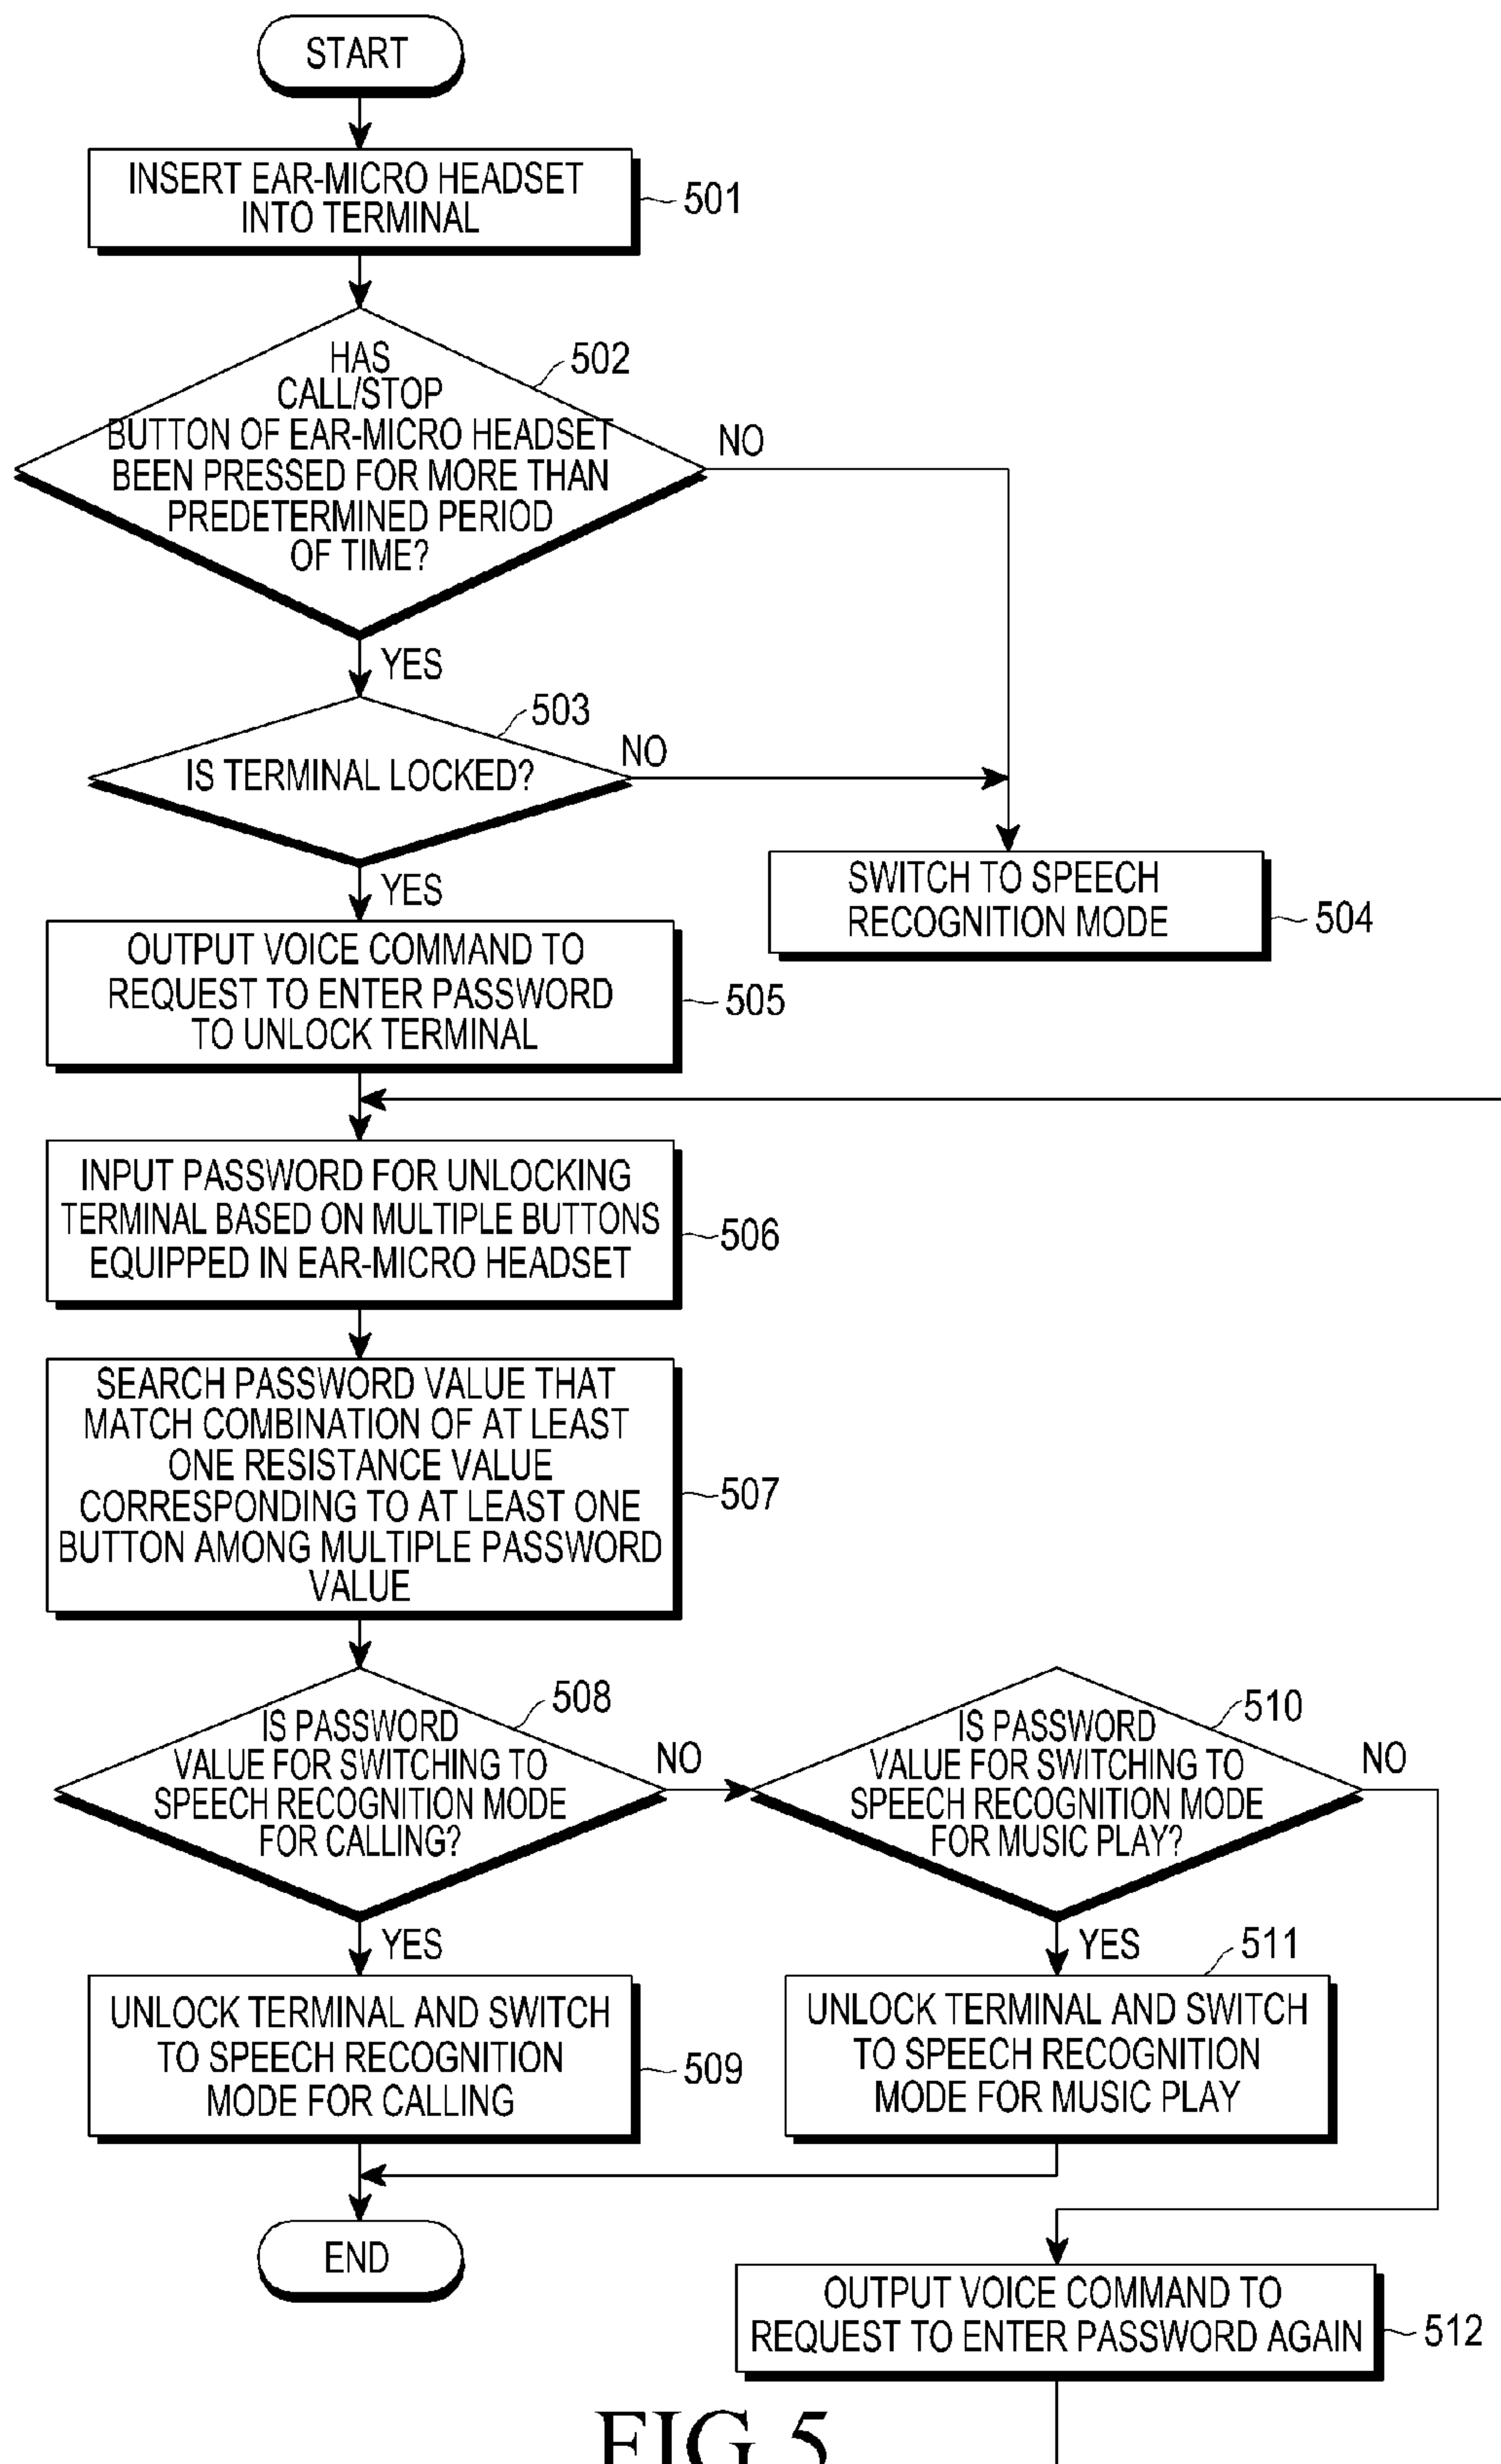 START
INSERT EAR-MICRO HEADSET
INTO TERMINAL
501
HAS
CALL/STOP
BUTTON OF EAR-MICRO HEADSET
BEEN PRESSED FOR MORE THAN
PREDETERMINED PERIOD
OF TIME?
502
NO
YES
503
IS TERMINAL LOCKED?
NO
YES
SWITCH TO SPEECH
RECOGNITION MODE
504
OUTPUT VOICE COMMAND TO
REQUEST TO ENTER PASSWORD
TO UNLOCK TERMINAL
505
INPUT PASSWORD FOR UNLOCKING
TERMINAL BASED ON MULTIPLE BUTTONS
EQUIPPED IN EAR-MICRO HEADSET
506
SEARCH PASSWORD VALUE THAT
MATCH COMBINATION OF AT LEAST
ONE RESISTANCE VALUE
CORRESPONDING TO AT LEAST ONE
BUTTON AMONG MULTIPLE PASSWORD
VALUE
507
IS PASSWORD
VALUE FOR SWITCHING TO
SPEECH RECOGNITION MODE
FOR CALLING?
508
NO
YES
IS PASSWORD
VALUE FOR SWITCHING TO
SPEECH RECOGNITION MODE
FOR MUSIC PLAY?
510
NO
YES
UNLOCK TERMINAL AND SWITCH
TO SPEECH RECOGNITION
MODE FOR CALLING
509
511
UNLOCK TERMINAL AND SWITCH
TO SPEECH RECOGNITION
MODE FOR MUSIC PLAY
END
OUTPUT VOICE COMMAND TO
REQUEST TO ENTER PASSWORD AGAIN
512
FIG.5